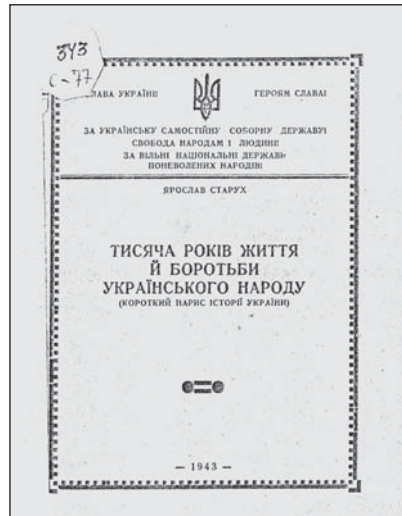 343
С-77
СЛАВА УКРАЇНІ! ГЕРОЯМ СЛАВА!
ЗА УКРАЇНСЬКУ САМОСТІЙНУ СОБОРНУ ДЕРЖАВУ!
СВОБОДА НАРОДАМ І ЛЮДИНІ!
ЗА ВІЛЬНІ НАЦІОНАЛЬНІ ДЕРЖАВИ
ПОНЕВОЛЕНИХ НАРОДІВ!
ЯРОСЛАВ СТАРУХ
ТИСЯЧА РОКІВ ЖИТТЯ
Й БОРОТЬБИ
УКРАЇНСЬКОГО НАРОДУ
(КОРОТКИЙ НАРИС ІСТОРІЇ УКРАЇНИ)
— 1943 —